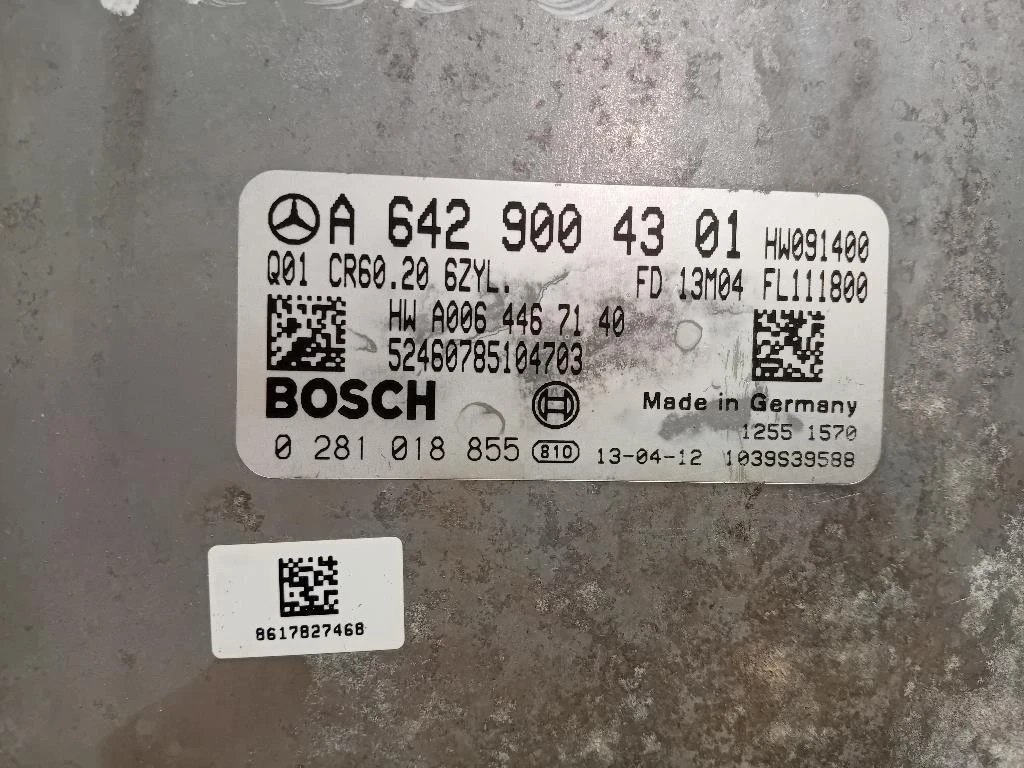 A 642 900 43 01 HW091400
Q01 CR60.20 6ZYL. FD 13M04 FL111800
HW A006 446 71 40
52460785104703
BOSCH
Made in Germany
1255 1570
0 281 018 855 810 13-04-12 1039S39588
8617827468